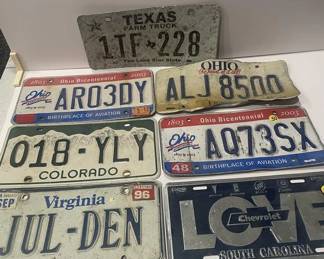 TEXAS
FARM TRUCK
1TF 228
The Lone Star State
1803 Ohio Bicentennial 2003
Ohio
AR03DY
BIRTHPLACE OF AVIATION
OHIO
ALJ 8500
1803 Ohio Bicentennial 2003
Ohio
AQ73SX
48 BIRTHPLACE OF AVIATION
018-YLY
COLORADO
SEP Virginia 96
JUL-DEN
Chevrolet
LOVE
SOUTH CAROLINA